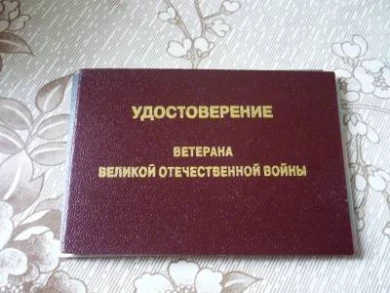 УДОСТОВЕРЕНИЕ
ВЕТЕРАНА
ВЕЛИКОЙ ОТЕЧЕСТВЕННОЙ ВОЙНЫ